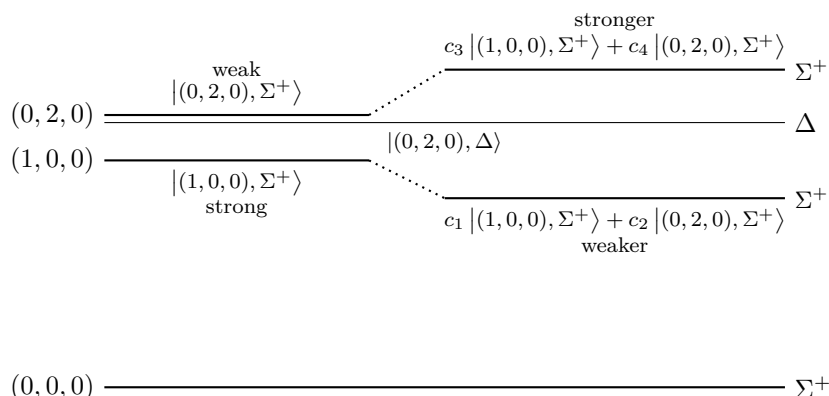 stronger
c₃ |(1, 0, 0), Σ⁺⟩ + c₄ |(0, 2, 0), Σ⁺⟩
Σ⁺
weak
|(0, 2, 0), Σ⁺⟩
(0, 2, 0)
Δ
|(0, 2, 0), Δ⟩
(1, 0, 0)
|(1, 0, 0), Σ⁺⟩
strong
Σ⁺
c₁ |(1, 0, 0), Σ⁺⟩ + c₂ |(0, 2, 0), Σ⁺⟩
weaker
(0, 0, 0)
Σ⁺